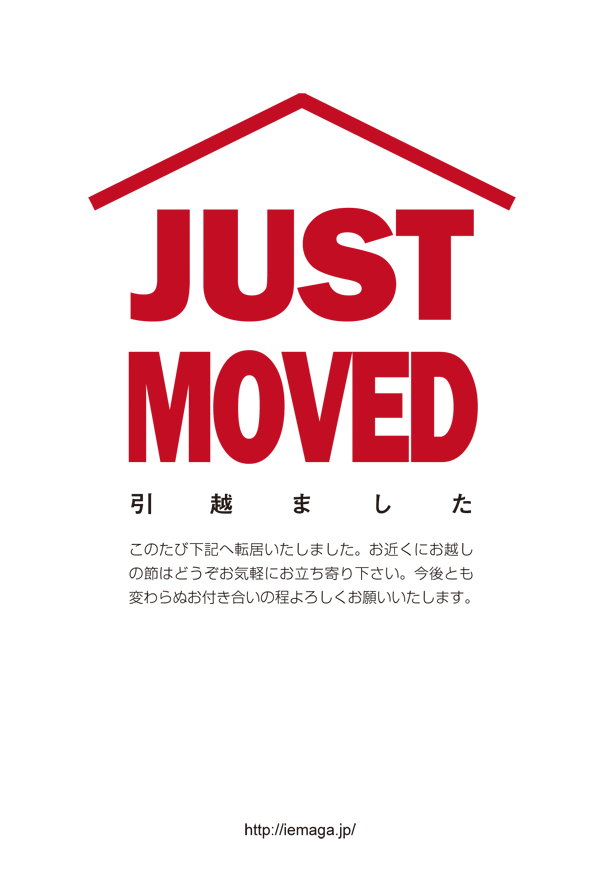 JUST
MOVED
引越ました
このたび下記へ転居いたしました。お近くにお越し
の節はどうぞお気軽にお立ち寄り下さい。今後とも
変わらぬお付き合いの程よろしくお願いいたします。
http://iemaga.jp/